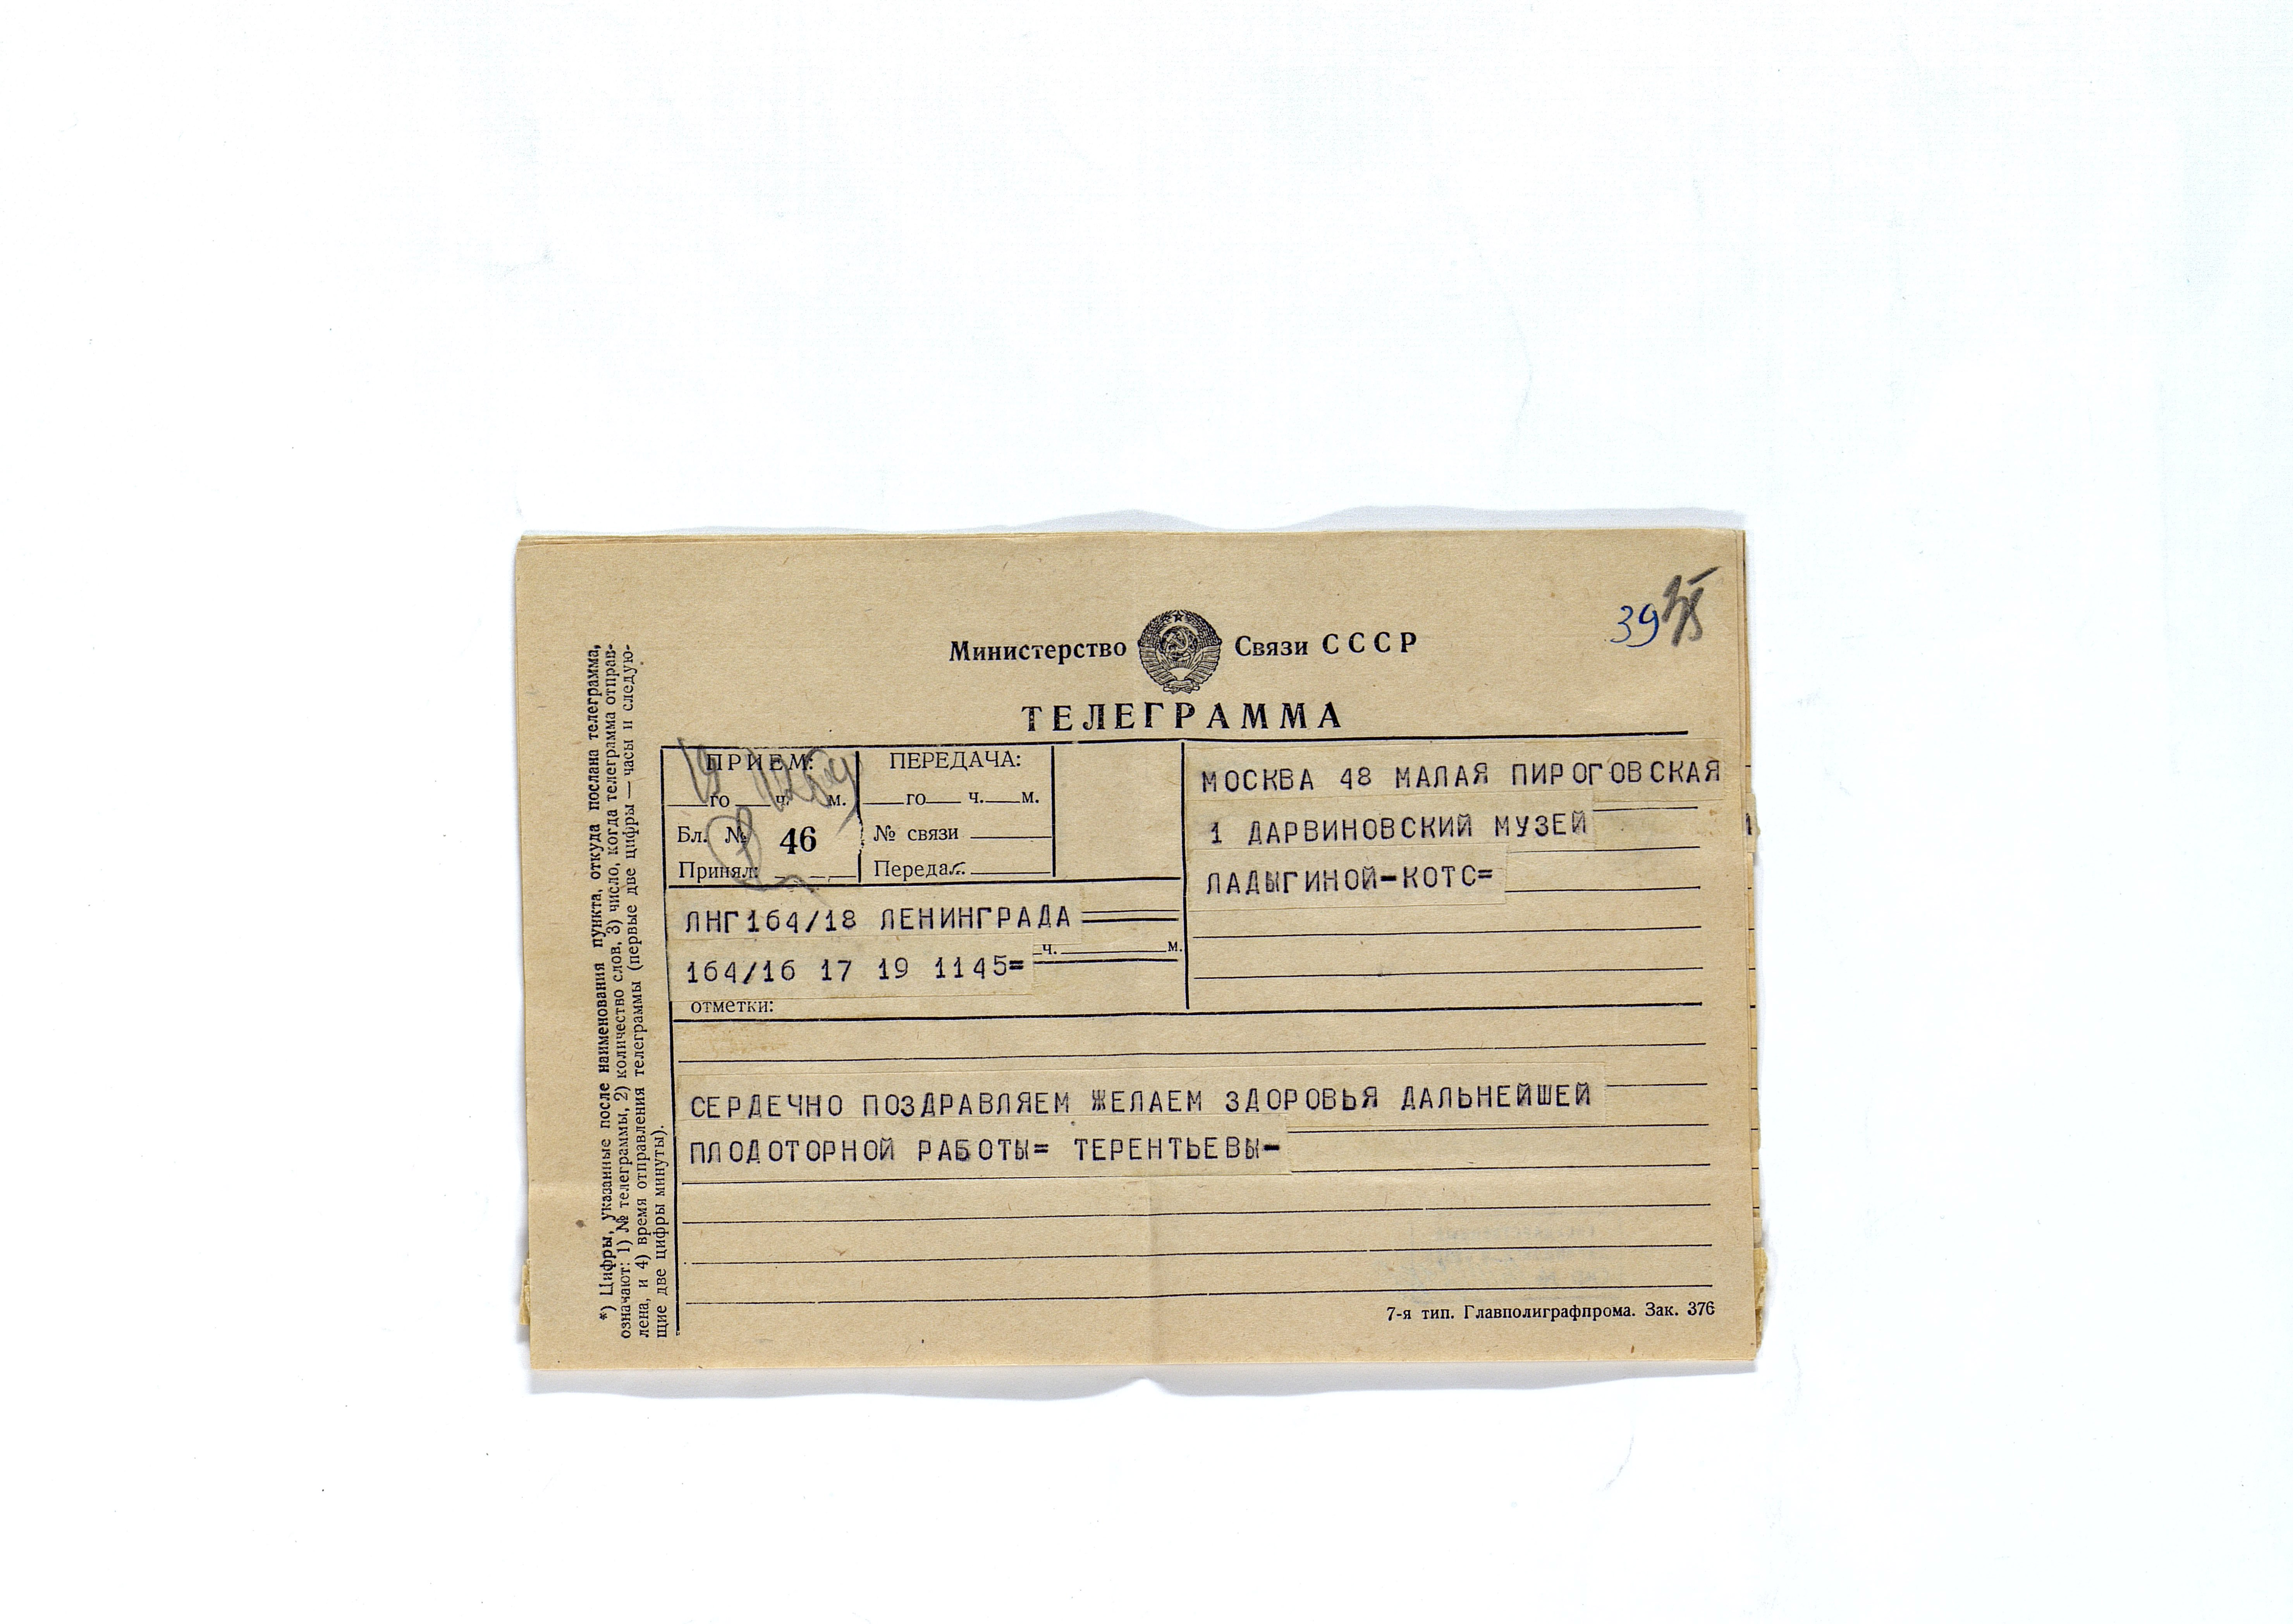 39
Министерство Связи СССР
ТЕЛЕГРАММА
ПРИЕМ:
19
го ч. м.
Бл. № 46
Принял:
ПЕРЕДАЧА:
го ч. м.
№ связи
Передал:
МОСКВА 48 МАЛАЯ ПИРОГОВСКАЯ
1 ДАРВИНОВСКИЙ МУЗЕЙ
ЛАДЫГИНОЙ-КОТС=
ЛНГ164/18 ЛЕНИНГРАДА
ч. м.
164/16 17 19 1145=
отметки:
СЕРДЕЧНО ПОЗДРАВЛЯЕМ ЖЕЛАЕМ ЗДОРОВЬЯ ДАЛЬНЕЙШЕЙ
ПЛОДОТОРНОЙ РАБОТЫ= ТЕРЕНТЬЕВЫ-
7-я тип. Главполиграфпрома. Зак. 376
*) Цифры, указанные после наименования пункта, откуда послана телеграмма,
означают: 1) № телеграммы, 2) количество слов, 3) число, когда телеграмма отправ-
лена, и 4) время отправления телеграммы (первые две цифры — часы и следую-
щие две цифры минуты).